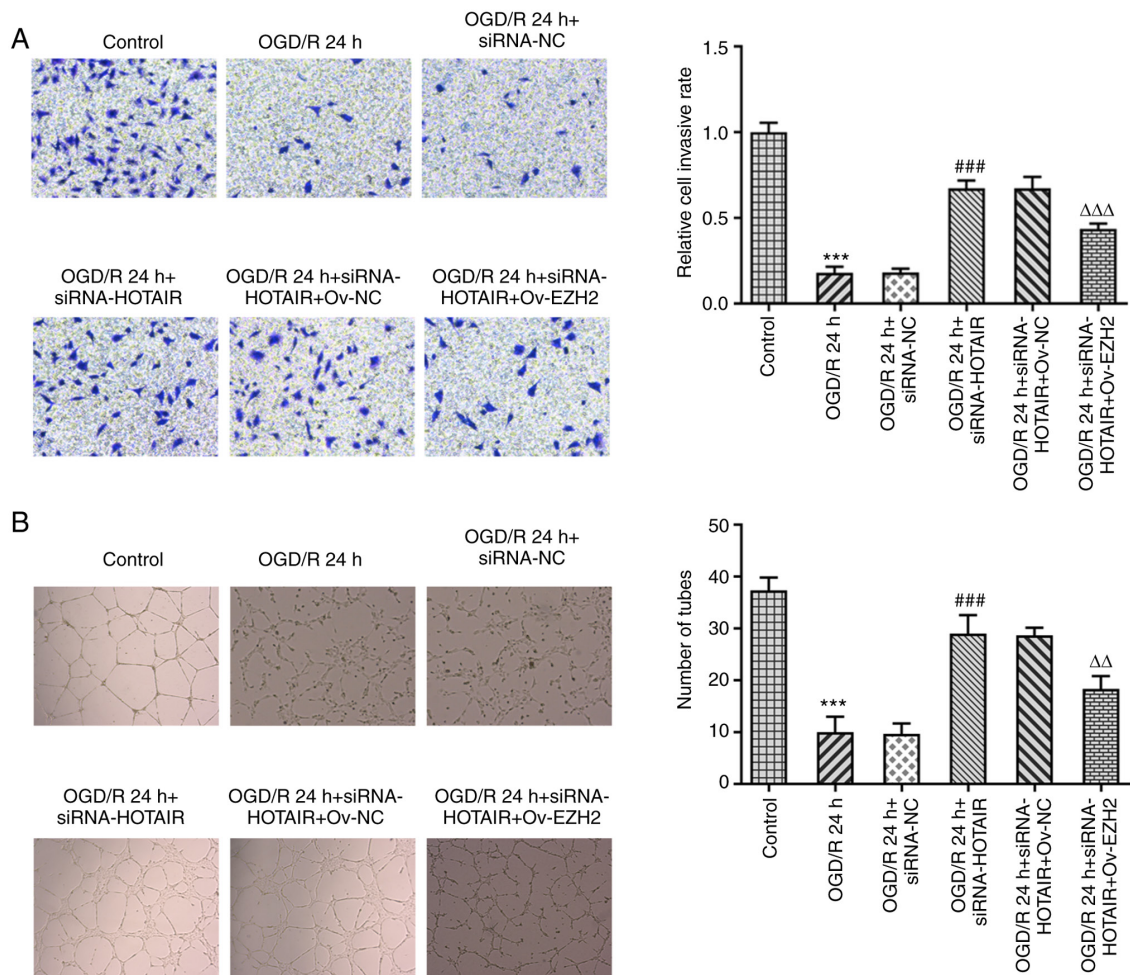 A
Control
OGD/R 24 h
OGD/R 24 h+
siRNA-NC
OGD/R 24 h+
siRNA-HOTAIR
OGD/R 24 h+siRNA-
HOTAIR+Ov-NC
OGD/R 24 h+siRNA-
HOTAIR+Ov-EZH2
Relative cell invasive rate
1.5
1.0
0.5
0.0
***
###
ΔΔΔ
Control
OGD/R 24 h
OGD/R 24 h+
siRNA-NC
OGD/R 24 h+
siRNA-HOTAIR
OGD/R 24 h+siRNA-
HOTAIR+Ov-NC
OGD/R 24 h+siRNA-
HOTAIR+Ov-EZH2
B
Control
OGD/R 24 h
OGD/R 24 h+
siRNA-NC
OGD/R 24 h+
siRNA-HOTAIR
OGD/R 24 h+siRNA-
HOTAIR+Ov-NC
OGD/R 24 h+siRNA-
HOTAIR+Ov-EZH2
Number of tubes
50
40
30
20
10
0
***
###
ΔΔ
Control
OGD/R 24 h
OGD/R 24 h+
siRNA-NC
OGD/R 24 h+
siRNA-HOTAIR
OGD/R 24 h+siRNA-
HOTAIR+Ov-NC
OGD/R 24 h+siRNA-
HOTAIR+Ov-EZH2